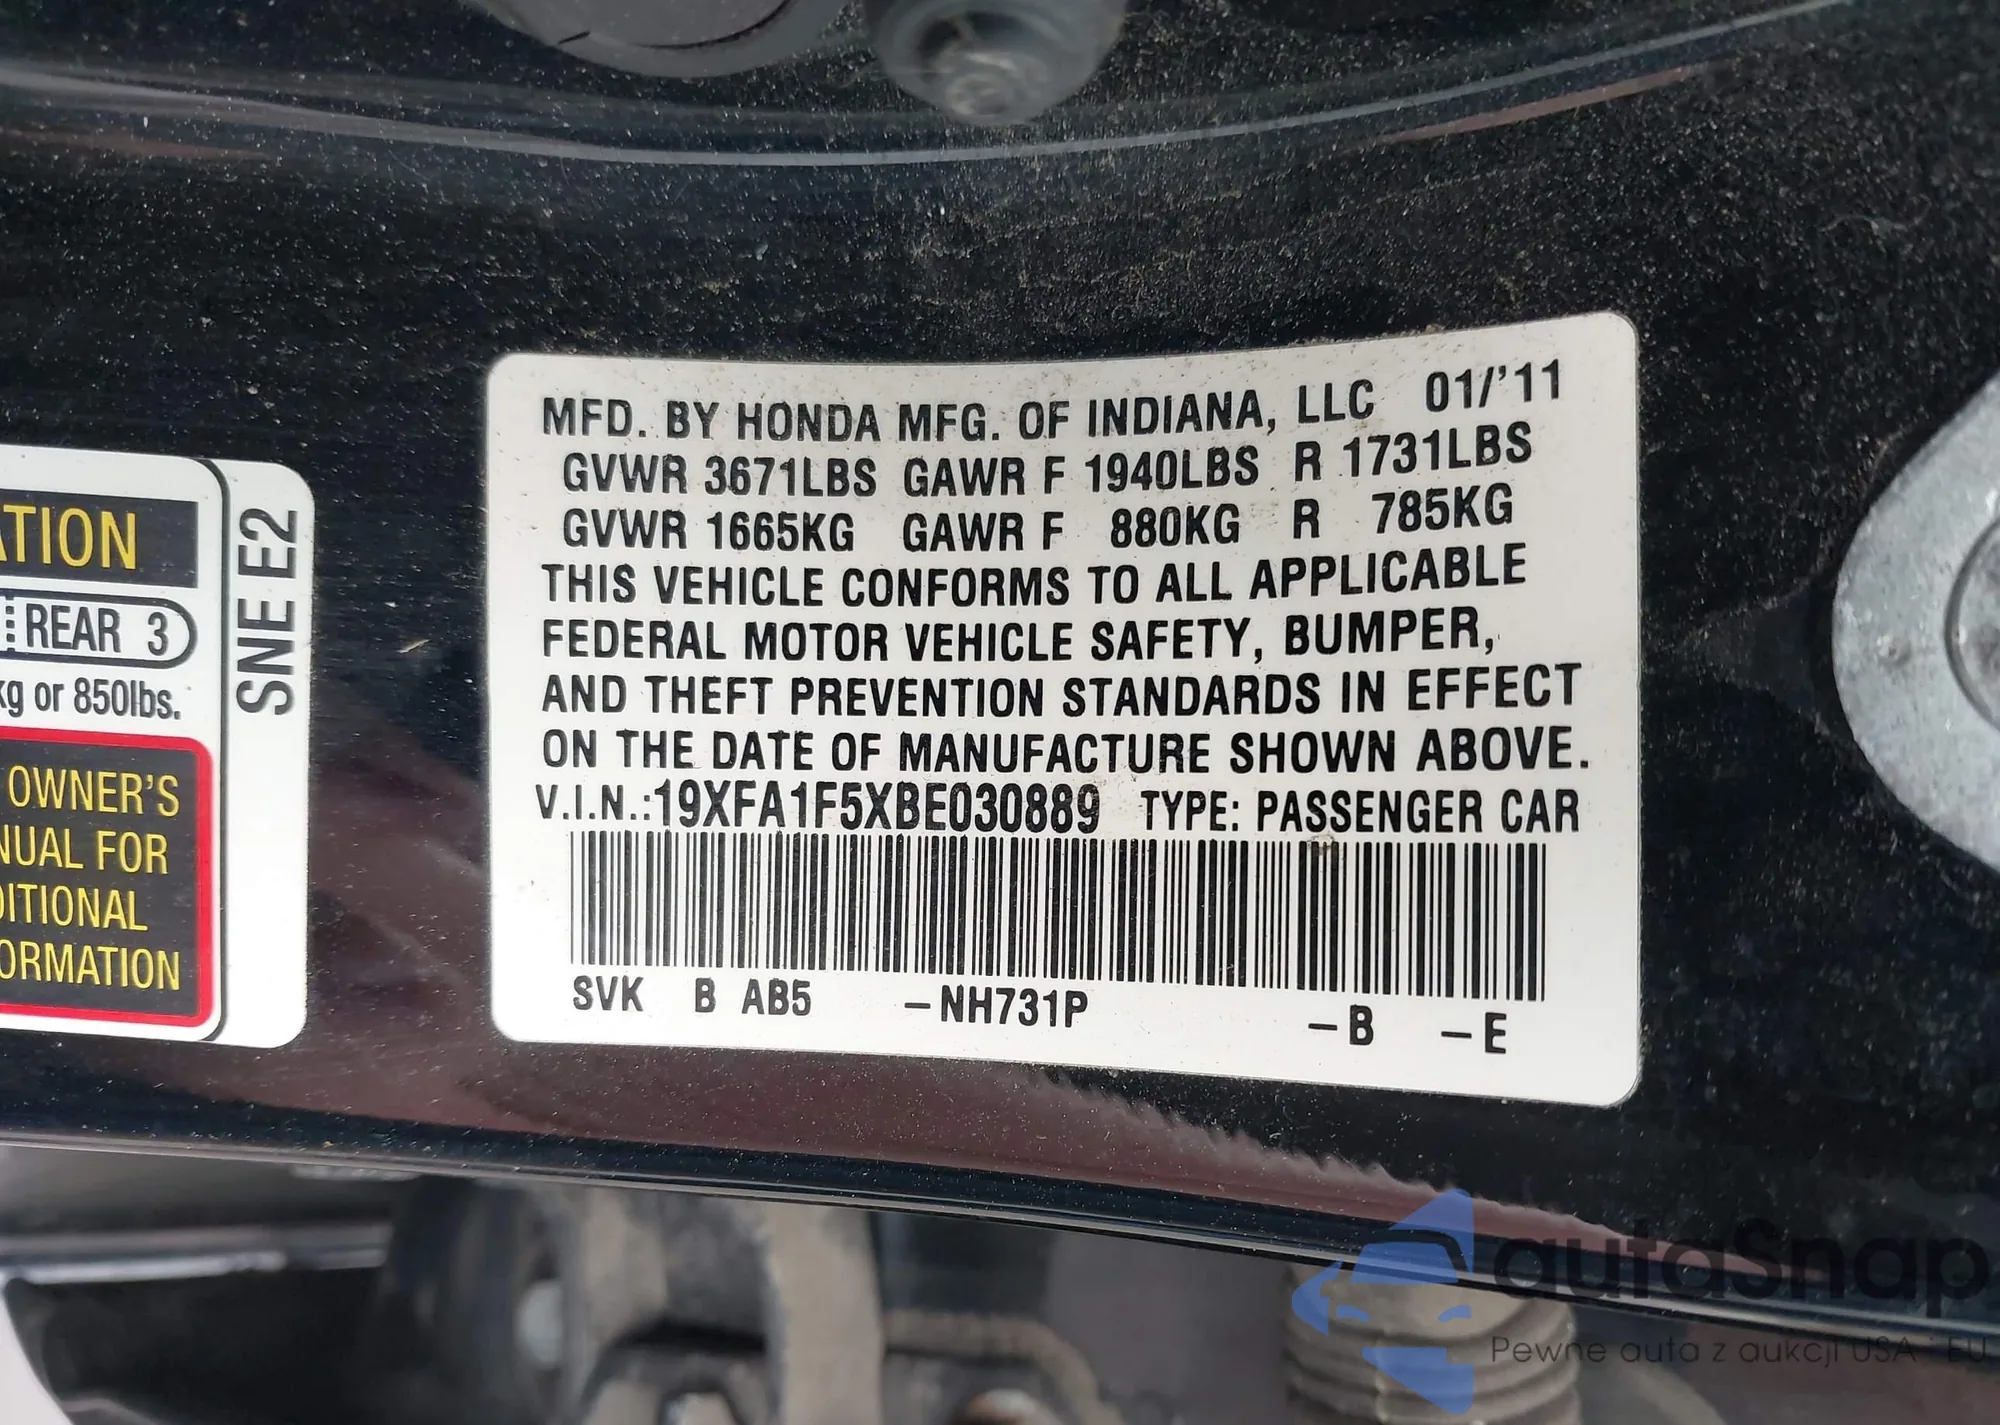 ATION
REAR 3
kg or 850lbs.
OWNER'S
NUAL FOR
DITIONAL
ORMATION
SNE E2
MFD. BY HONDA MFG. OF INDIANA, LLC 01/'11
GVWR 3671LBS GAWR F 1940LBS R 1731LBS
GVWR 1665KG GAWR F 880KG R 785KG
THIS VEHICLE CONFORMS TO ALL APPLICABLE
FEDERAL MOTOR VEHICLE SAFETY, BUMPER,
AND THEFT PREVENTION STANDARDS IN EFFECT
ON THE DATE OF MANUFACTURE SHOWN ABOVE.
V.I.N.:19XFA1F5XBE030889 TYPE: PASSENGER CAR
SVK B AB5 -NH731P -B -E
autaSnap
Pewne auta z aukcji USA i EU